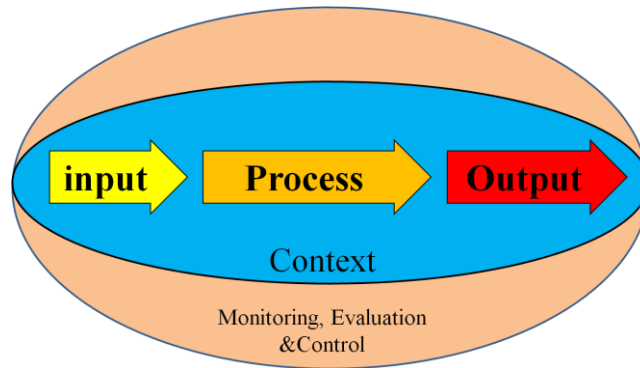 input Process Output
Context
Monitoring, Evaluation
&Control